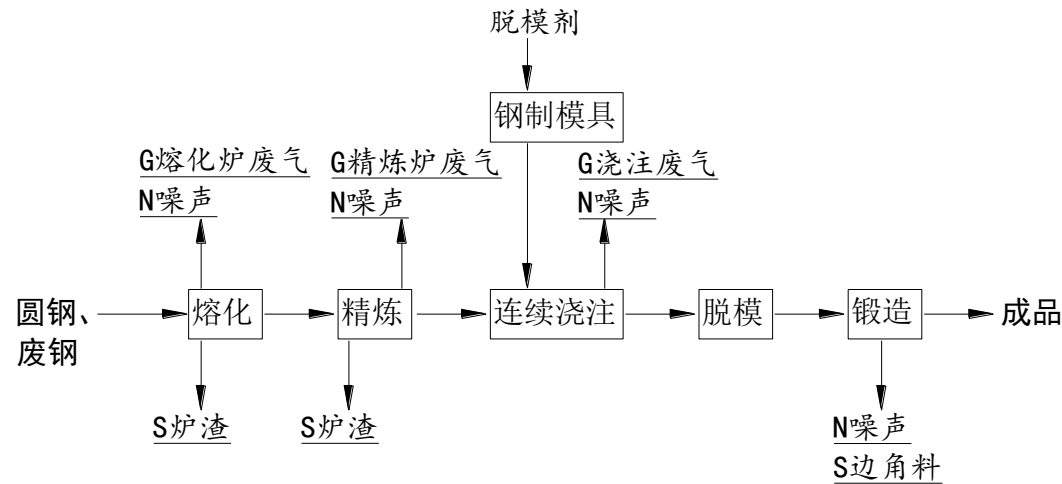 脱模剂
钢制模具
G熔化炉废气
N噪声
G精炼炉废气
N噪声
G浇注废气
N噪声
圆钢、
废钢
熔化
精炼
连续浇注
脱模
锻造
成品
S炉渣
S炉渣
N噪声
S边角料